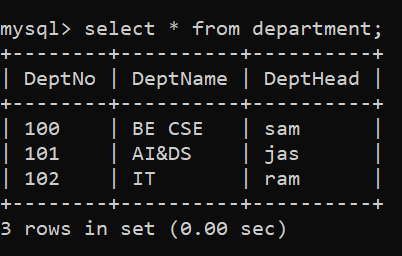 mysql> select * from department;
+--------+----------+----------+
| DeptNo | DeptName | DeptHead |
+--------+----------+----------+
| 100    | BE CSE   | sam      |
| 101    | AI&DS    | jas      |
| 102    | IT       | ram      |
+--------+----------+----------+
3 rows in set (0.00 sec)